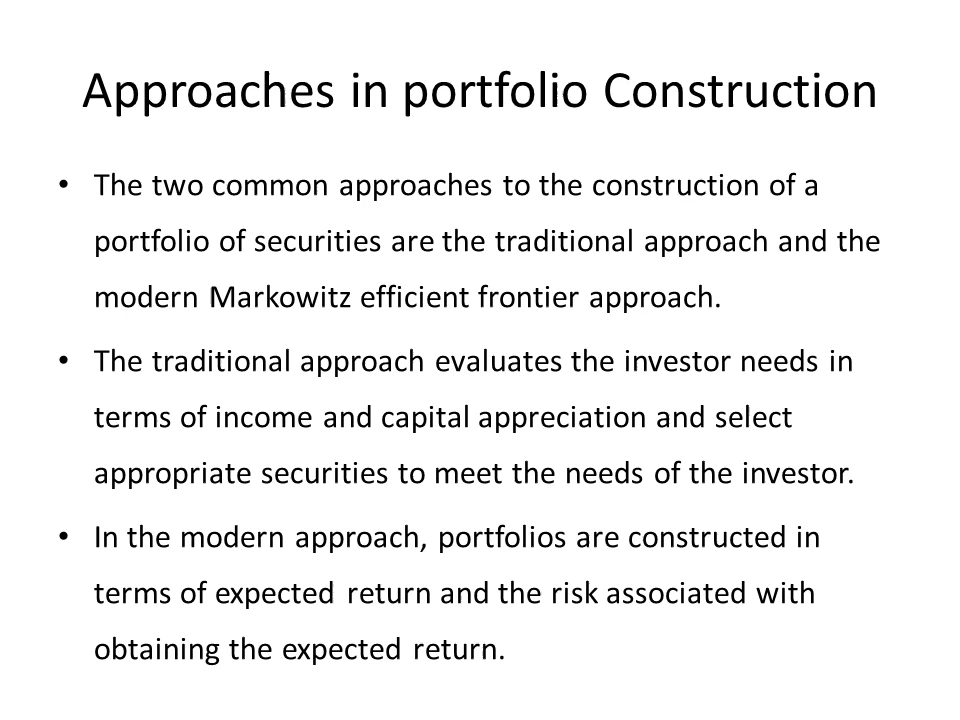 Approaches in portfolio Construction
• The two common approaches to the construction of a
portfolio of securities are the traditional approach and the
modern Markowitz efficient frontier approach.
• The traditional approach evaluates the investor needs in
terms of income and capital appreciation and select
appropriate securities to meet the needs of the investor.
• In the modern approach, portfolios are constructed in
terms of expected return and the risk associated with
obtaining the expected return.